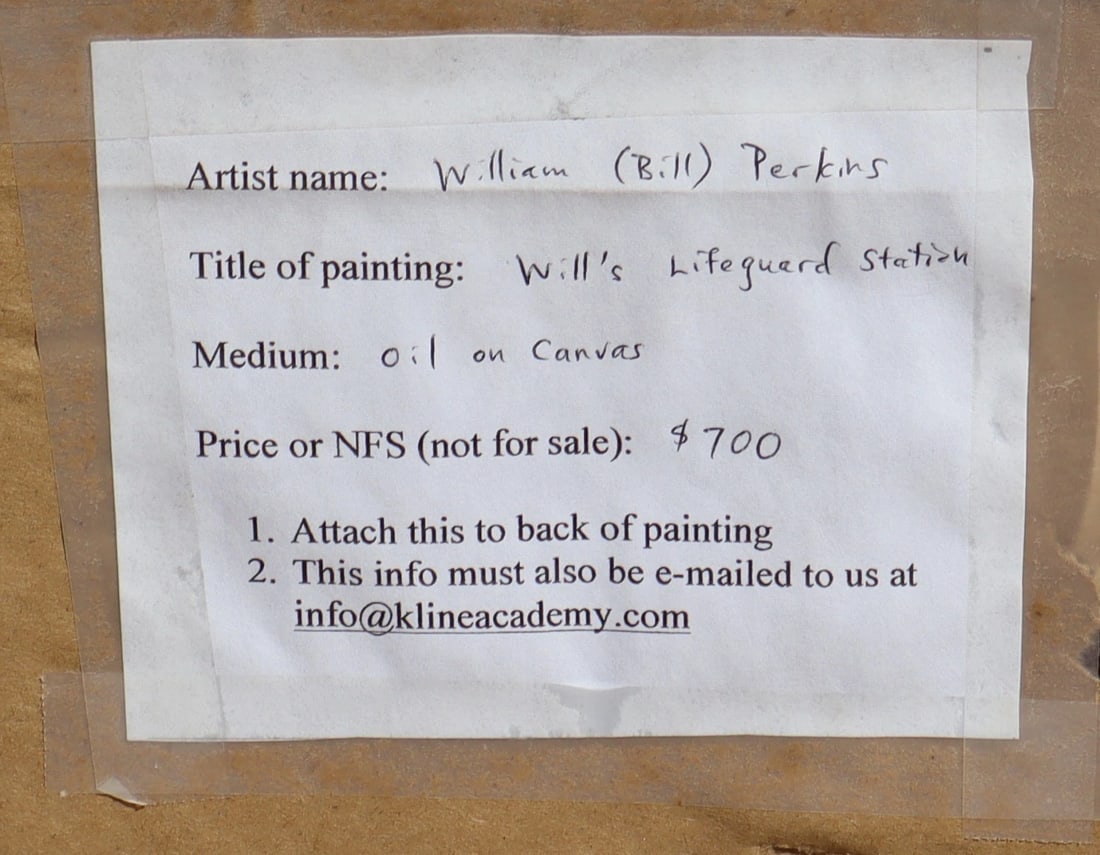 Artist name: William (Bill) Perkins
Title of painting: Will's Lifeguard Station
Medium: oil on Canvas
Price or NFS (not for sale): $700
1. Attach this to back of painting
2. This info must also be e-mailed to us at
info@klineacademy.com